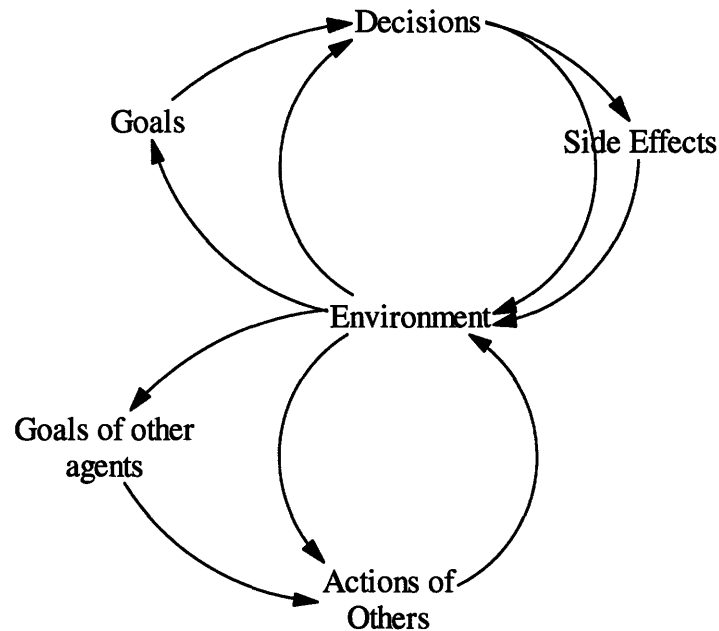 Decisions
Goals
Side Effects
Environment
Goals of other
agents
Actions of
Others